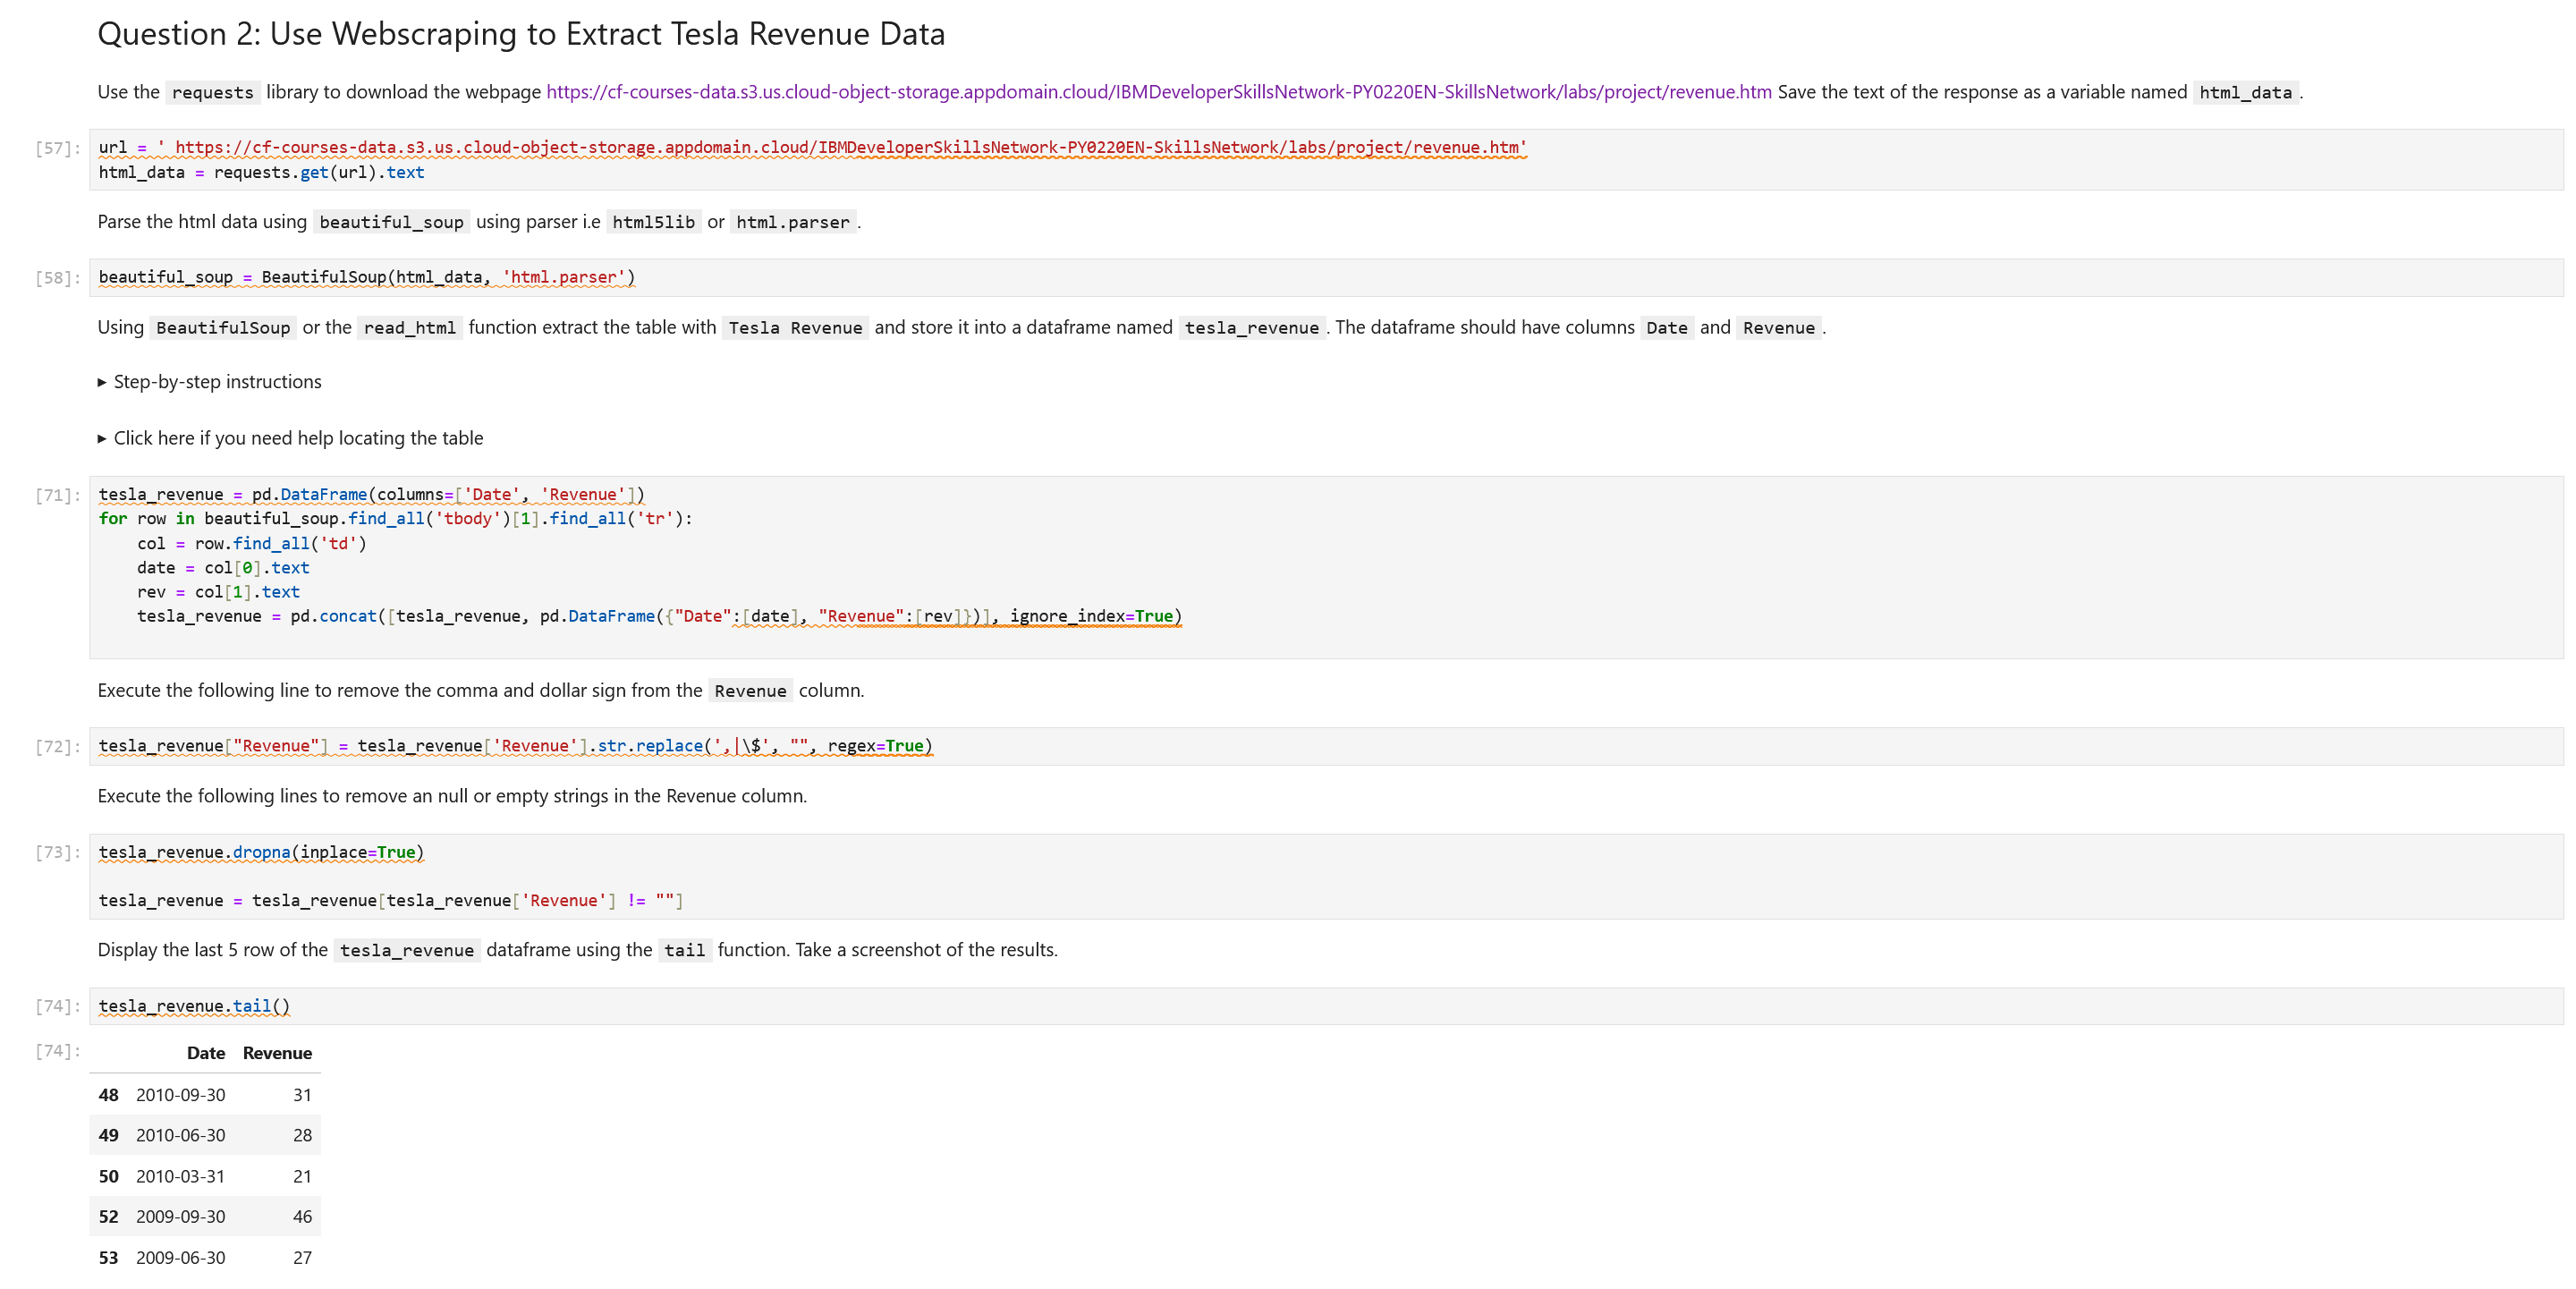 Question 2: Use Webscraping to Extract Tesla Revenue Data
Use the requests library to download the webpage https://cf-courses-data.s3.us.cloud-object-storage.appdomain.cloud/IBMDeveloperSkillsNetwork-PY0220EN-SkillsNetwork/labs/project/revenue.htm Save the text of the response as a variable named html_data.
[57]: url = ' https://cf-courses-data.s3.us.cloud-object-storage.appdomain.cloud/IBMDeveloperSkillsNetwork-PY0220EN-SkillsNetwork/labs/project/revenue.htm'
html_data = requests.get(url).text
Parse the html data using beautiful_soup using parser i.e html5lib or html.parser.
[58]: beautiful_soup = BeautifulSoup(html_data, 'html.parser')
Using BeautifulSoup or the read_html function extract the table with Tesla Revenue and store it into a dataframe named tesla_revenue. The dataframe should have columns Date and Revenue.
▶ Step-by-step instructions
▶ Click here if you need help locating the table
[71]: tesla_revenue = pd.DataFrame(columns=['Date', 'Revenue'])
for row in beautiful_soup.find_all('tbody')[1].find_all('tr'):
    col = row.find_all('td')
    date = col[0].text
    rev = col[1].text
    tesla_revenue = pd.concat([tesla_revenue, pd.DataFrame({"Date":[date], "Revenue":[rev]})], ignore_index=True)
Execute the following line to remove the comma and dollar sign from the Revenue column.
[72]: tesla_revenue["Revenue"] = tesla_revenue['Revenue'].str.replace(',|\$', "", regex=True)
Execute the following lines to remove an null or empty strings in the Revenue column.
[73]: tesla_revenue.dropna(inplace=True)
tesla_revenue = tesla_revenue[tesla_revenue['Revenue'] != ""]
Display the last 5 row of the tesla_revenue dataframe using the tail function. Take a screenshot of the results.
[74]: tesla_revenue.tail()
[74]: Date Revenue
48 2010-09-30 31
49 2010-06-30 28
50 2010-03-31 21
52 2009-09-30 46
53 2009-06-30 27